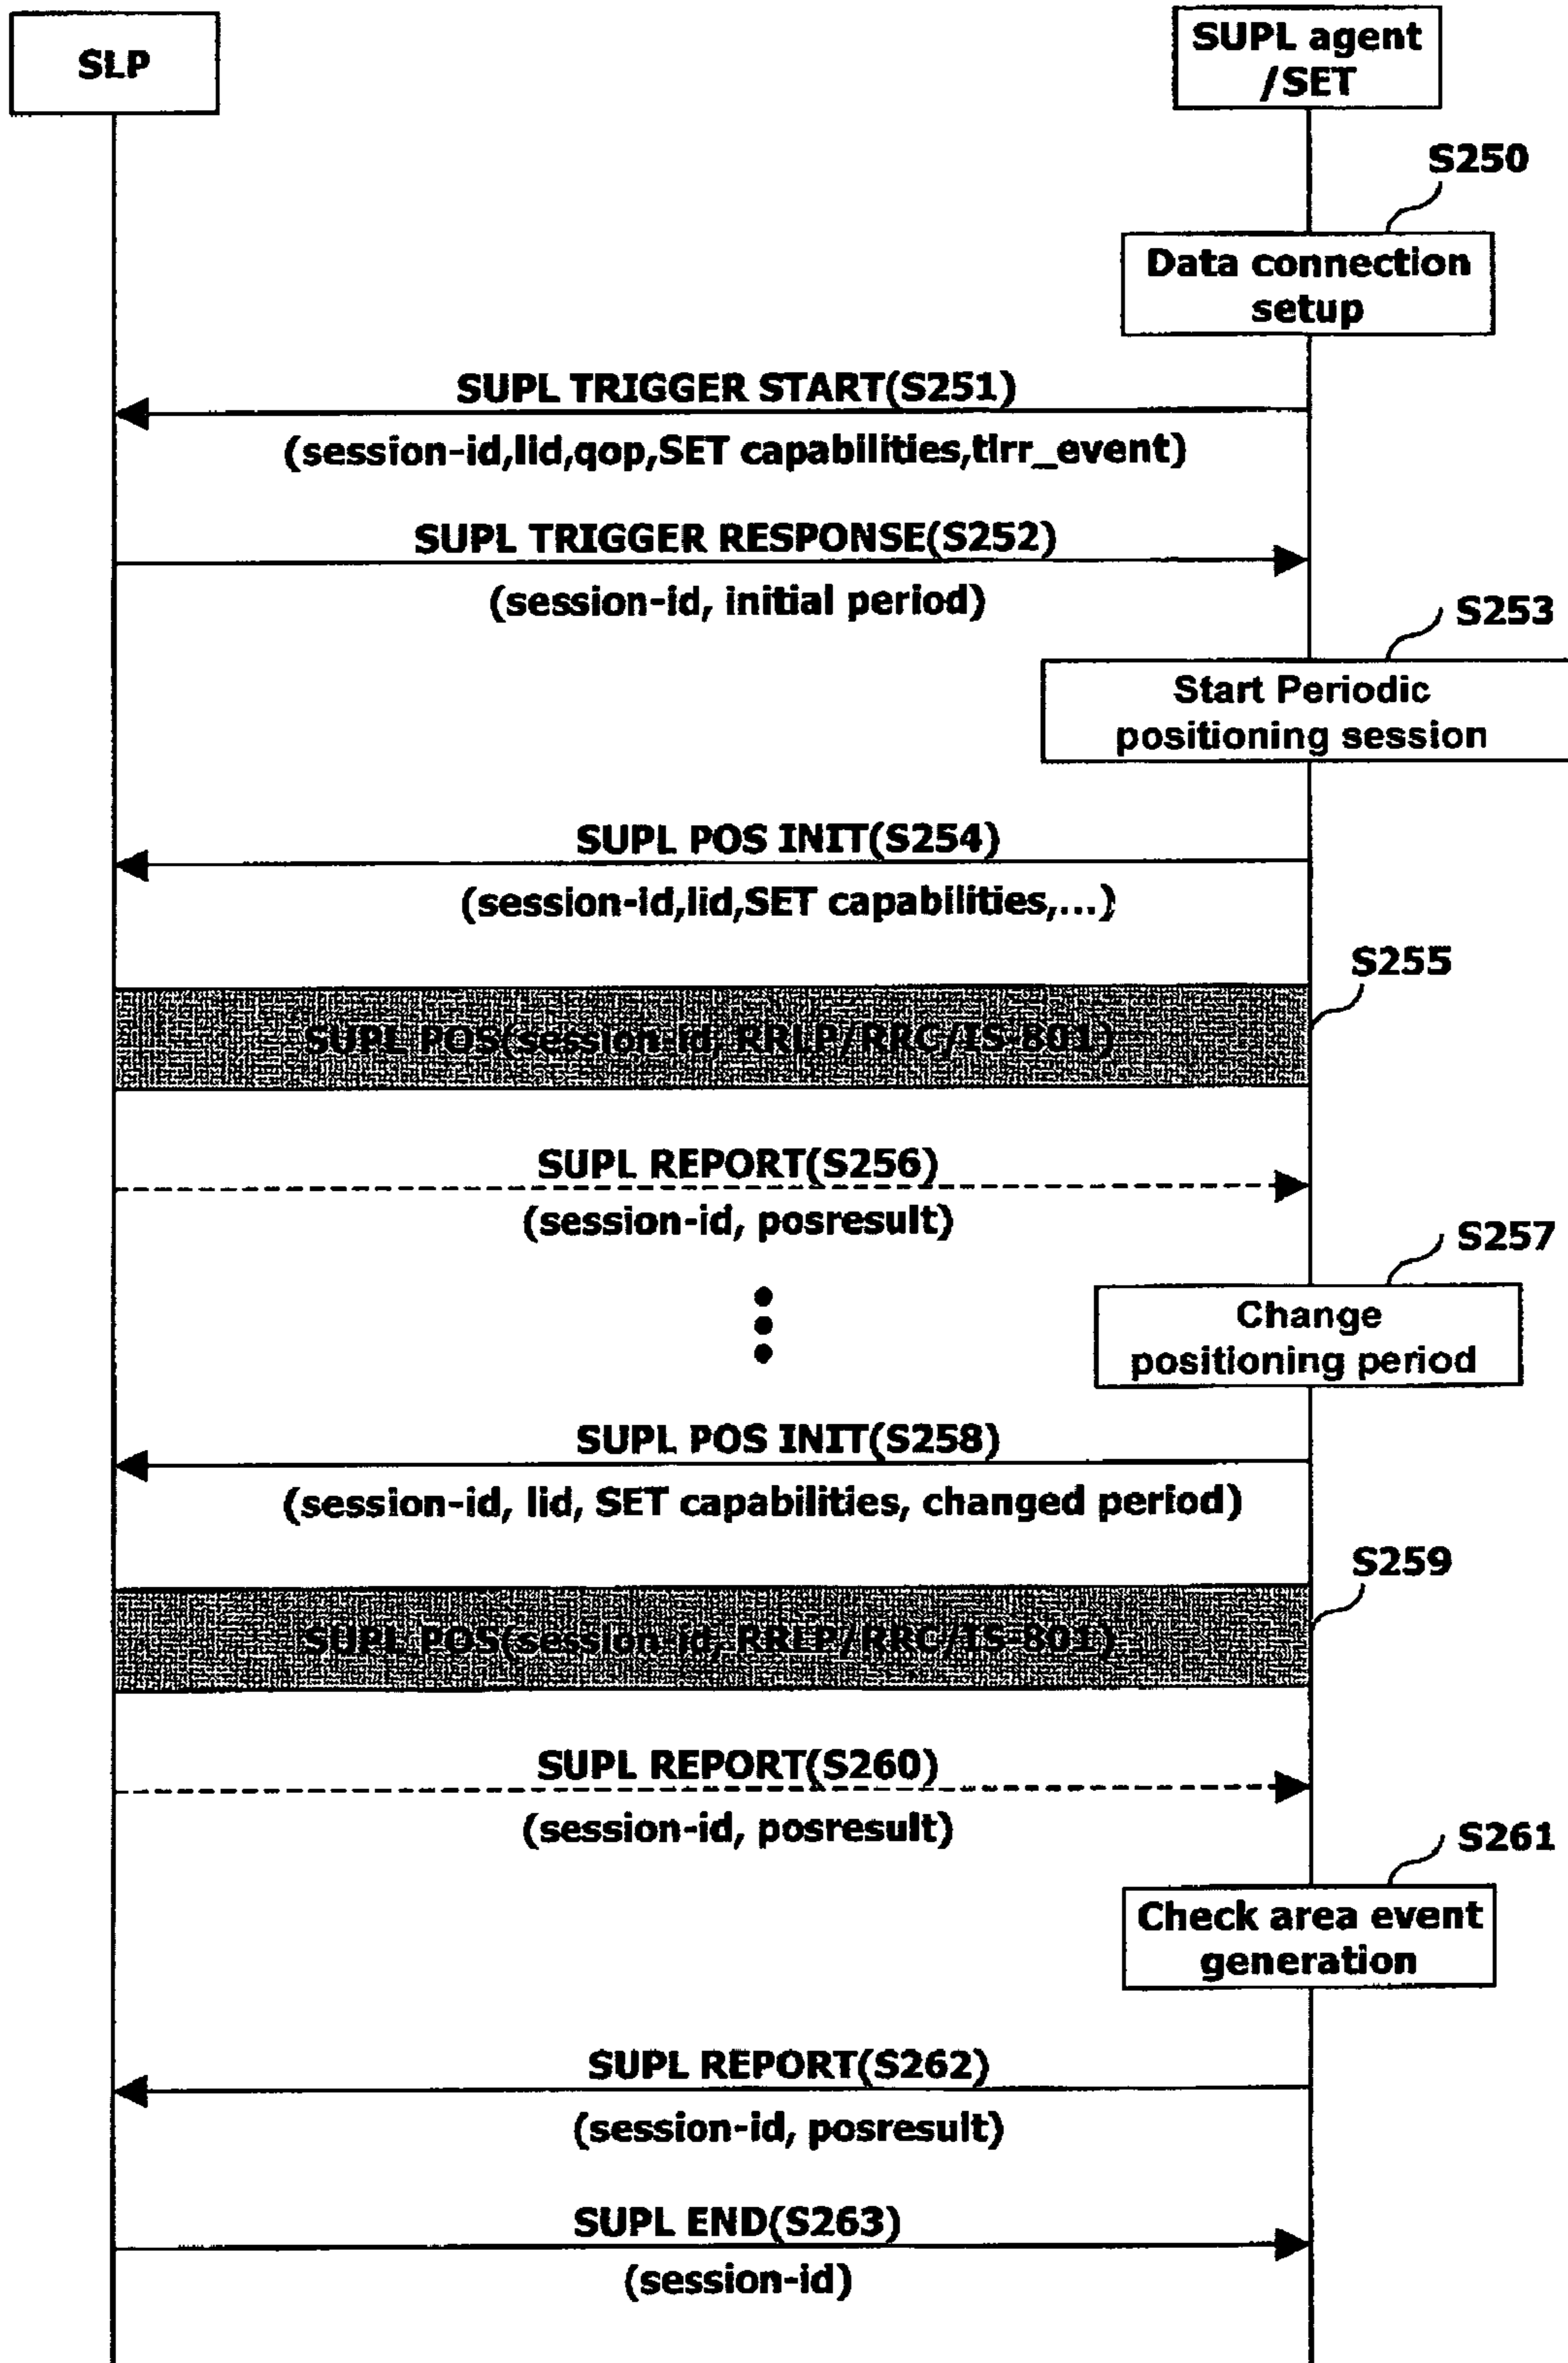 SLP
SUPL agent
/SET
S250
Data connection
setup
SUPL TRIGGER START(S251)
(session-id,lid,qop,SET capabilities,tlrr_event)
SUPL TRIGGER RESPONSE(S252)
(session-id, initial period)
S253
Start Periodic
positioning session
SUPL POS INIT(S254)
(session-id,lid,SET capabilities,...)
S255
SUPL POS(session-id, RRLP/RRC/IS-801)
SUPL REPORT(S256)
(session-id, posresult)
S257
Change
positioning period
SUPL POS INIT(S258)
(session-id, lid, SET capabilities, changed period)
S259
SUPL POS(session-id, RRLP/RRC/IS-801)
SUPL REPORT(S260)
(session-id, posresult)
S261
Check area event
generation
SUPL REPORT(S262)
(session-id, posresult)
SUPL END(S263)
(session-id)